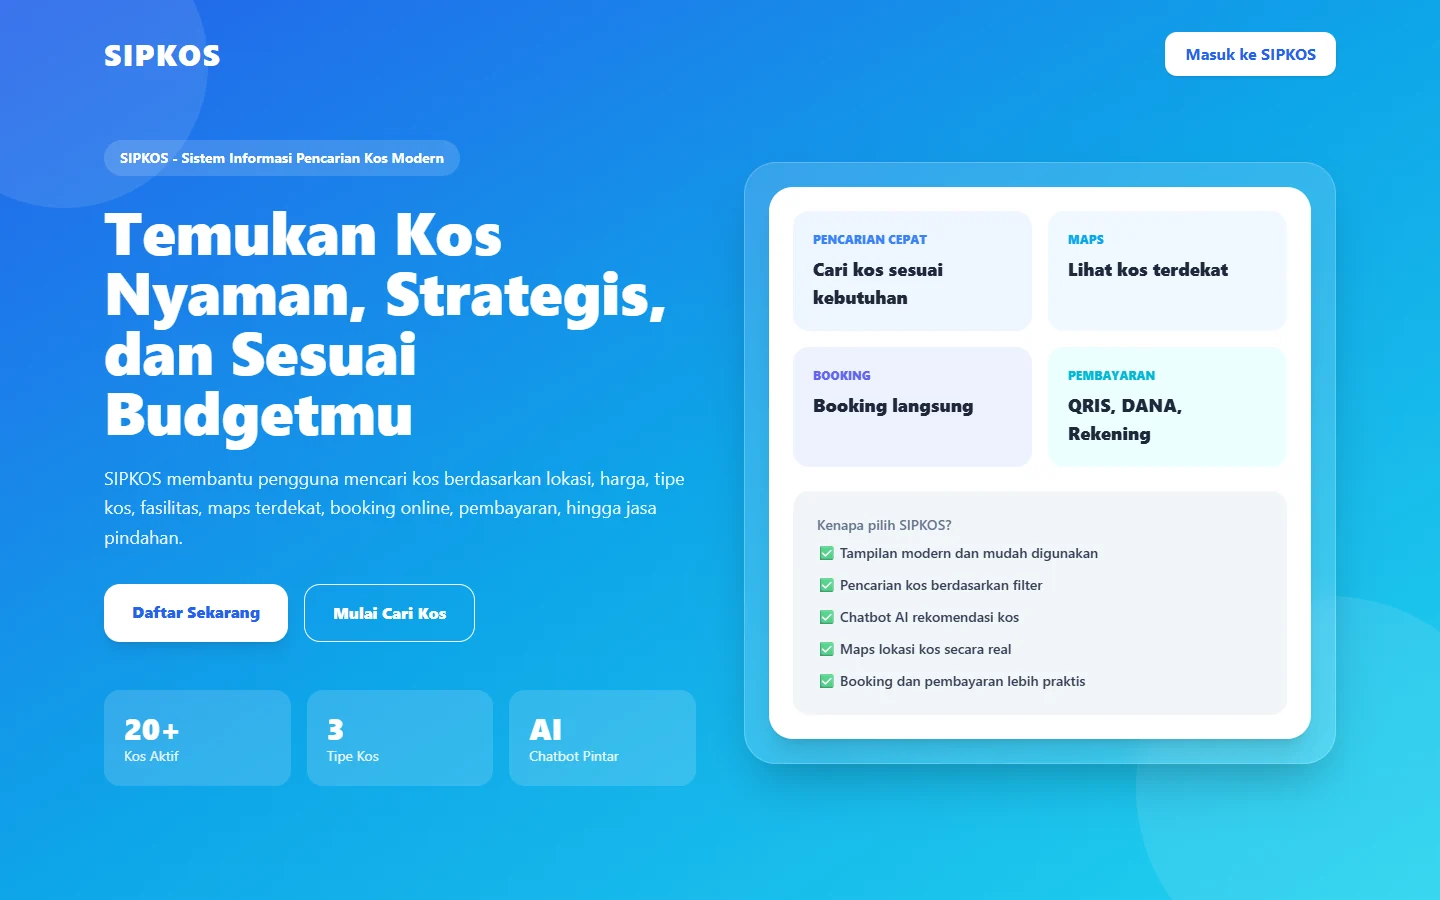 SIPKOS
Masuk ke SIPKOS
SIPKOS - Sistem Informasi Pencarian Kos Modern
Temukan Kos
Nyaman, Strategis,
dan Sesuai
Budgetmu
SIPKOS membantu pengguna mencari kos berdasarkan lokasi, harga, tipe
kos, fasilitas, maps terdekat, booking online, pembayaran, hingga jasa
pindahan.
Daftar Sekarang
Mulai Cari Kos
20+
Kos Aktif
3
Tipe Kos
AI
Chatbot Pintar
PENCARIAN CEPAT
Cari kos sesuai
kebutuhan
MAPS
Lihat kos terdekat
BOOKING
Booking langsung
PEMBAYARAN
QRIS, DANA,
Rekening
Kenapa pilih SIPKOS?
✅ Tampilan modern dan mudah digunakan
✅ Pencarian kos berdasarkan filter
✅ Chatbot AI rekomendasi kos
✅ Maps lokasi kos secara real
✅ Booking dan pembayaran lebih praktis